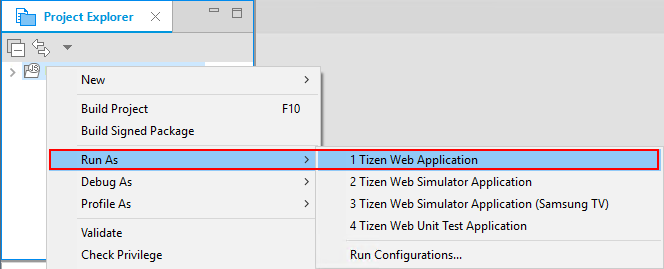 Project Explorer
JS
New
Build Project F10
Build Signed Package
Run As 1 Tizen Web Application
Debug As 2 Tizen Web Simulator Application
Profile As 3 Tizen Web Simulator Application (Samsung TV)
4 Tizen Web Unit Test Application
Validate
Check Privilege Run Configurations...